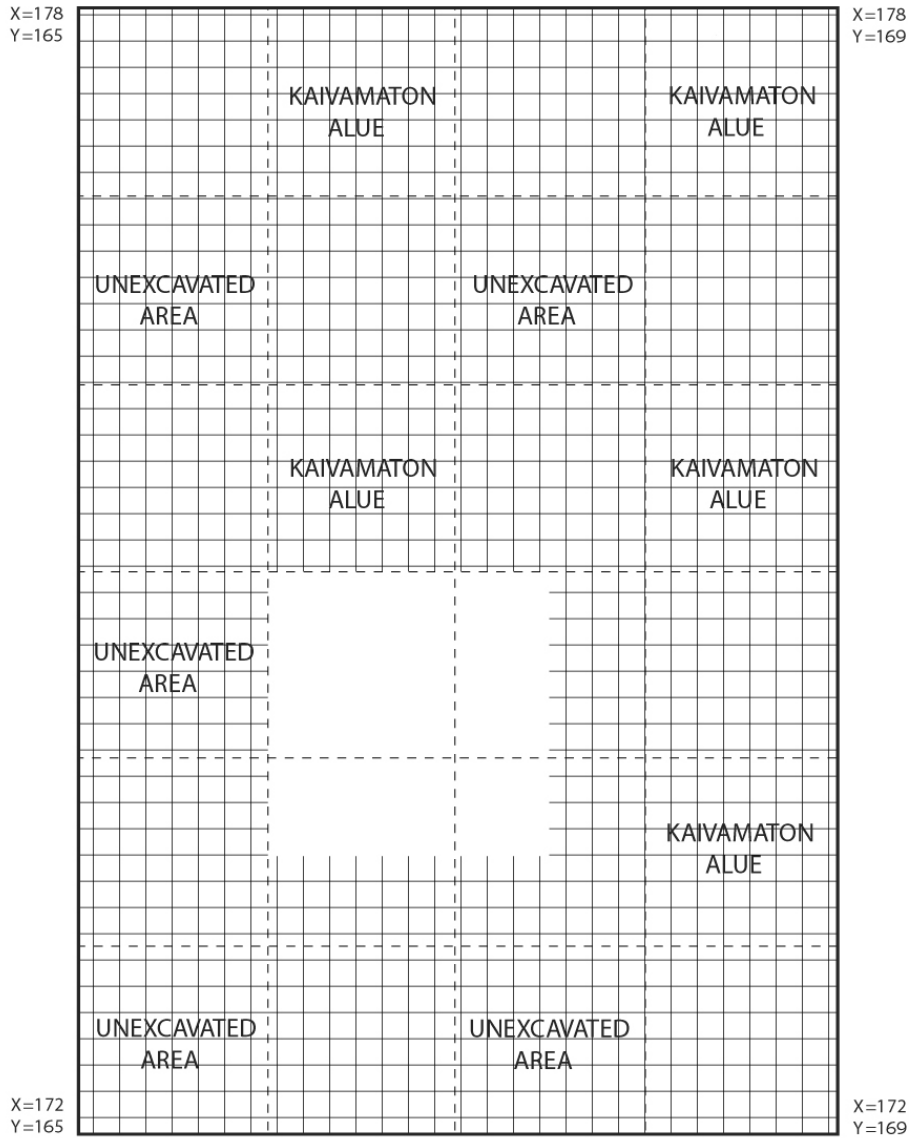 X=178
Y=165
X=178
Y=169
KAIVAMATON
ALUE
KAIVAMATON
ALUE
UNEXCAVATED
AREA
UNEXCAVATED
AREA
KAIVAMATON
ALUE
KAIVAMATON
ALUE
UNEXCAVATED
AREA
KAIVAMATON
ALUE
UNEXCAVATED
AREA
UNEXCAVATED
AREA
X=172
Y=165
X=172
Y=169